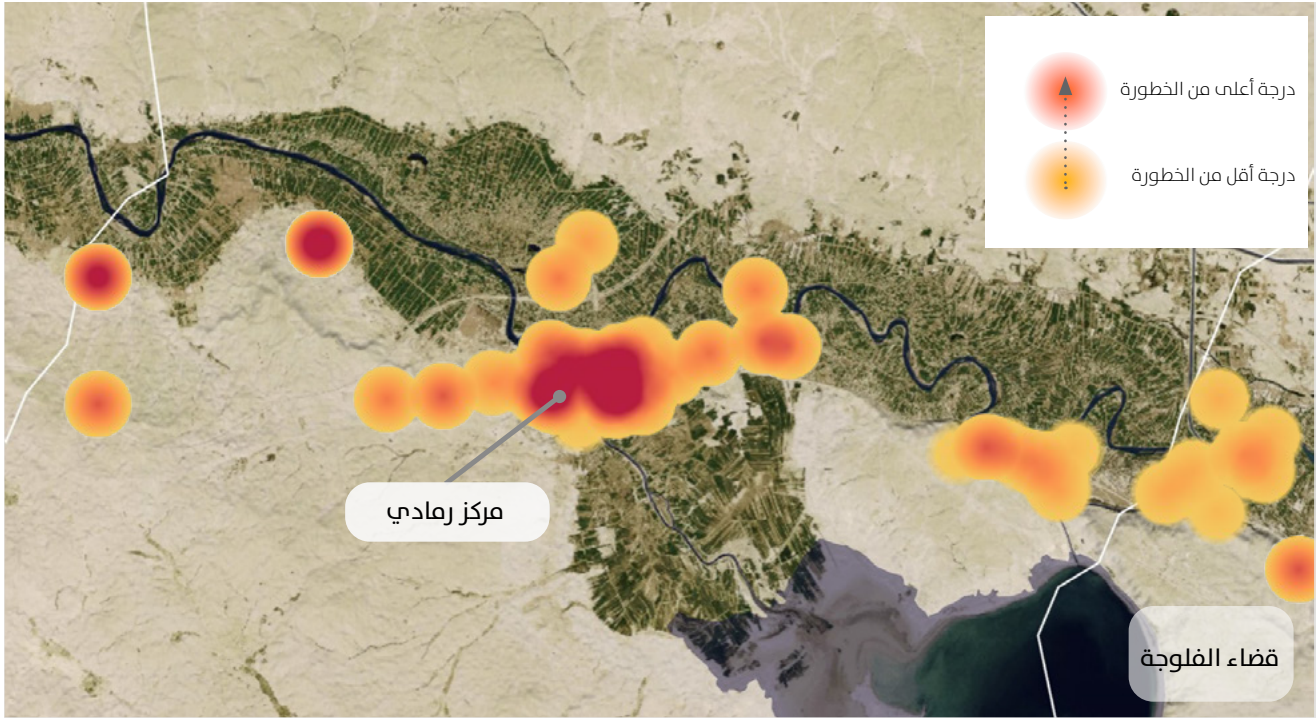 درجة أعلى من الخطورة
درجة أقل من الخطورة
مركز رمادي
قضاء الفلوجة